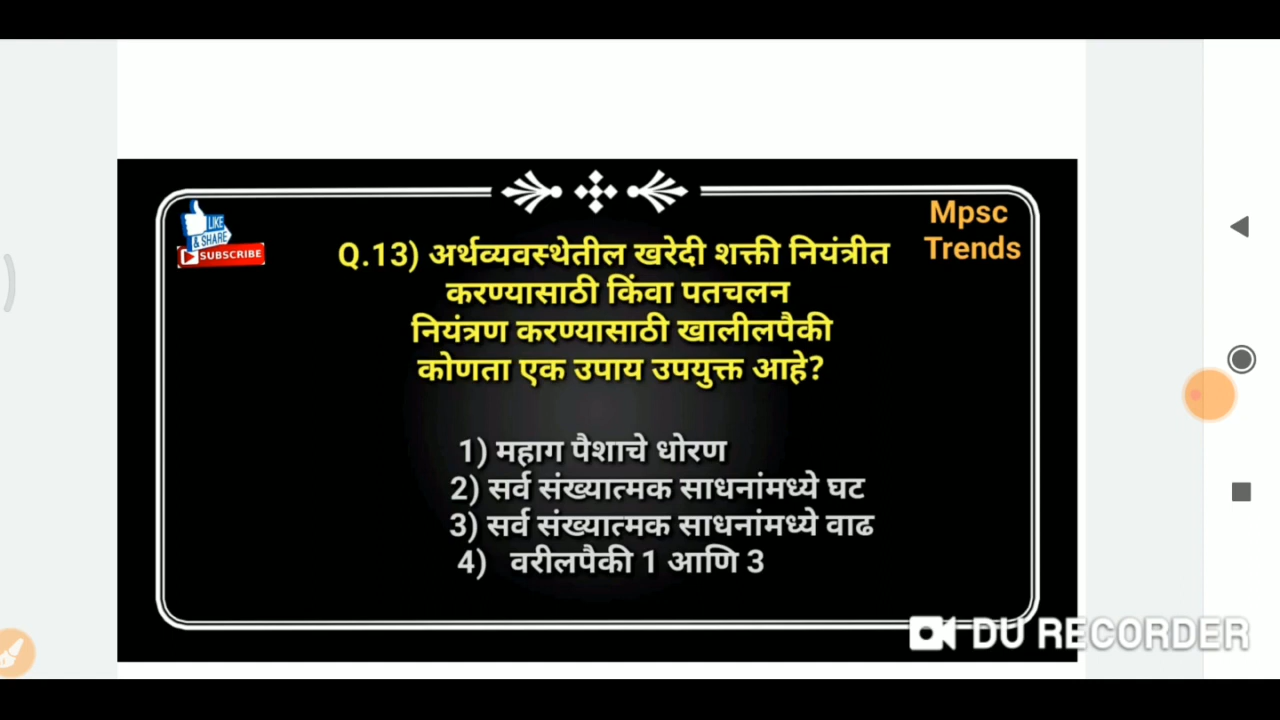 LIKE
& SHARE
SUBSCRIBE
Mpsc
Trends
Q.13) अर्थव्यवस्थेतील खरेदी शक्ती नियंत्रीत
करण्यासाठी किंवा पतचलन
नियंत्रण करण्यासाठी खालीलपैकी
कोणता एक उपाय उपयुक्त आहे?
1) महाग पैशाचे धोरण
2) सर्व संख्यात्मक साधनांमध्ये घट
3) सर्व संख्यात्मक साधनांमध्ये वाढ
4) वरीलपैकी 1 आणि 3
DU RECORDER